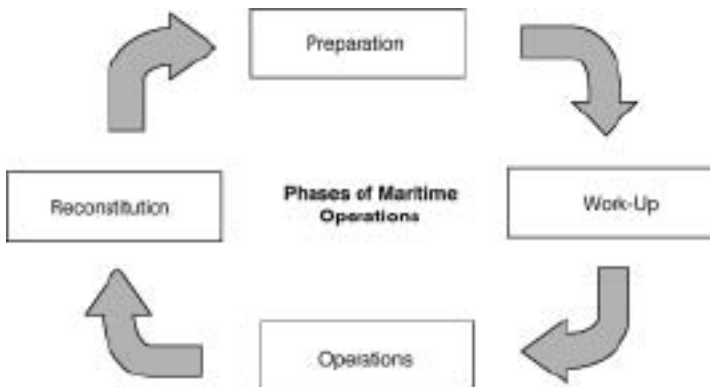 Preparation
Reconstitution
Phases of Maritime
Operations
Work-Up
Operations